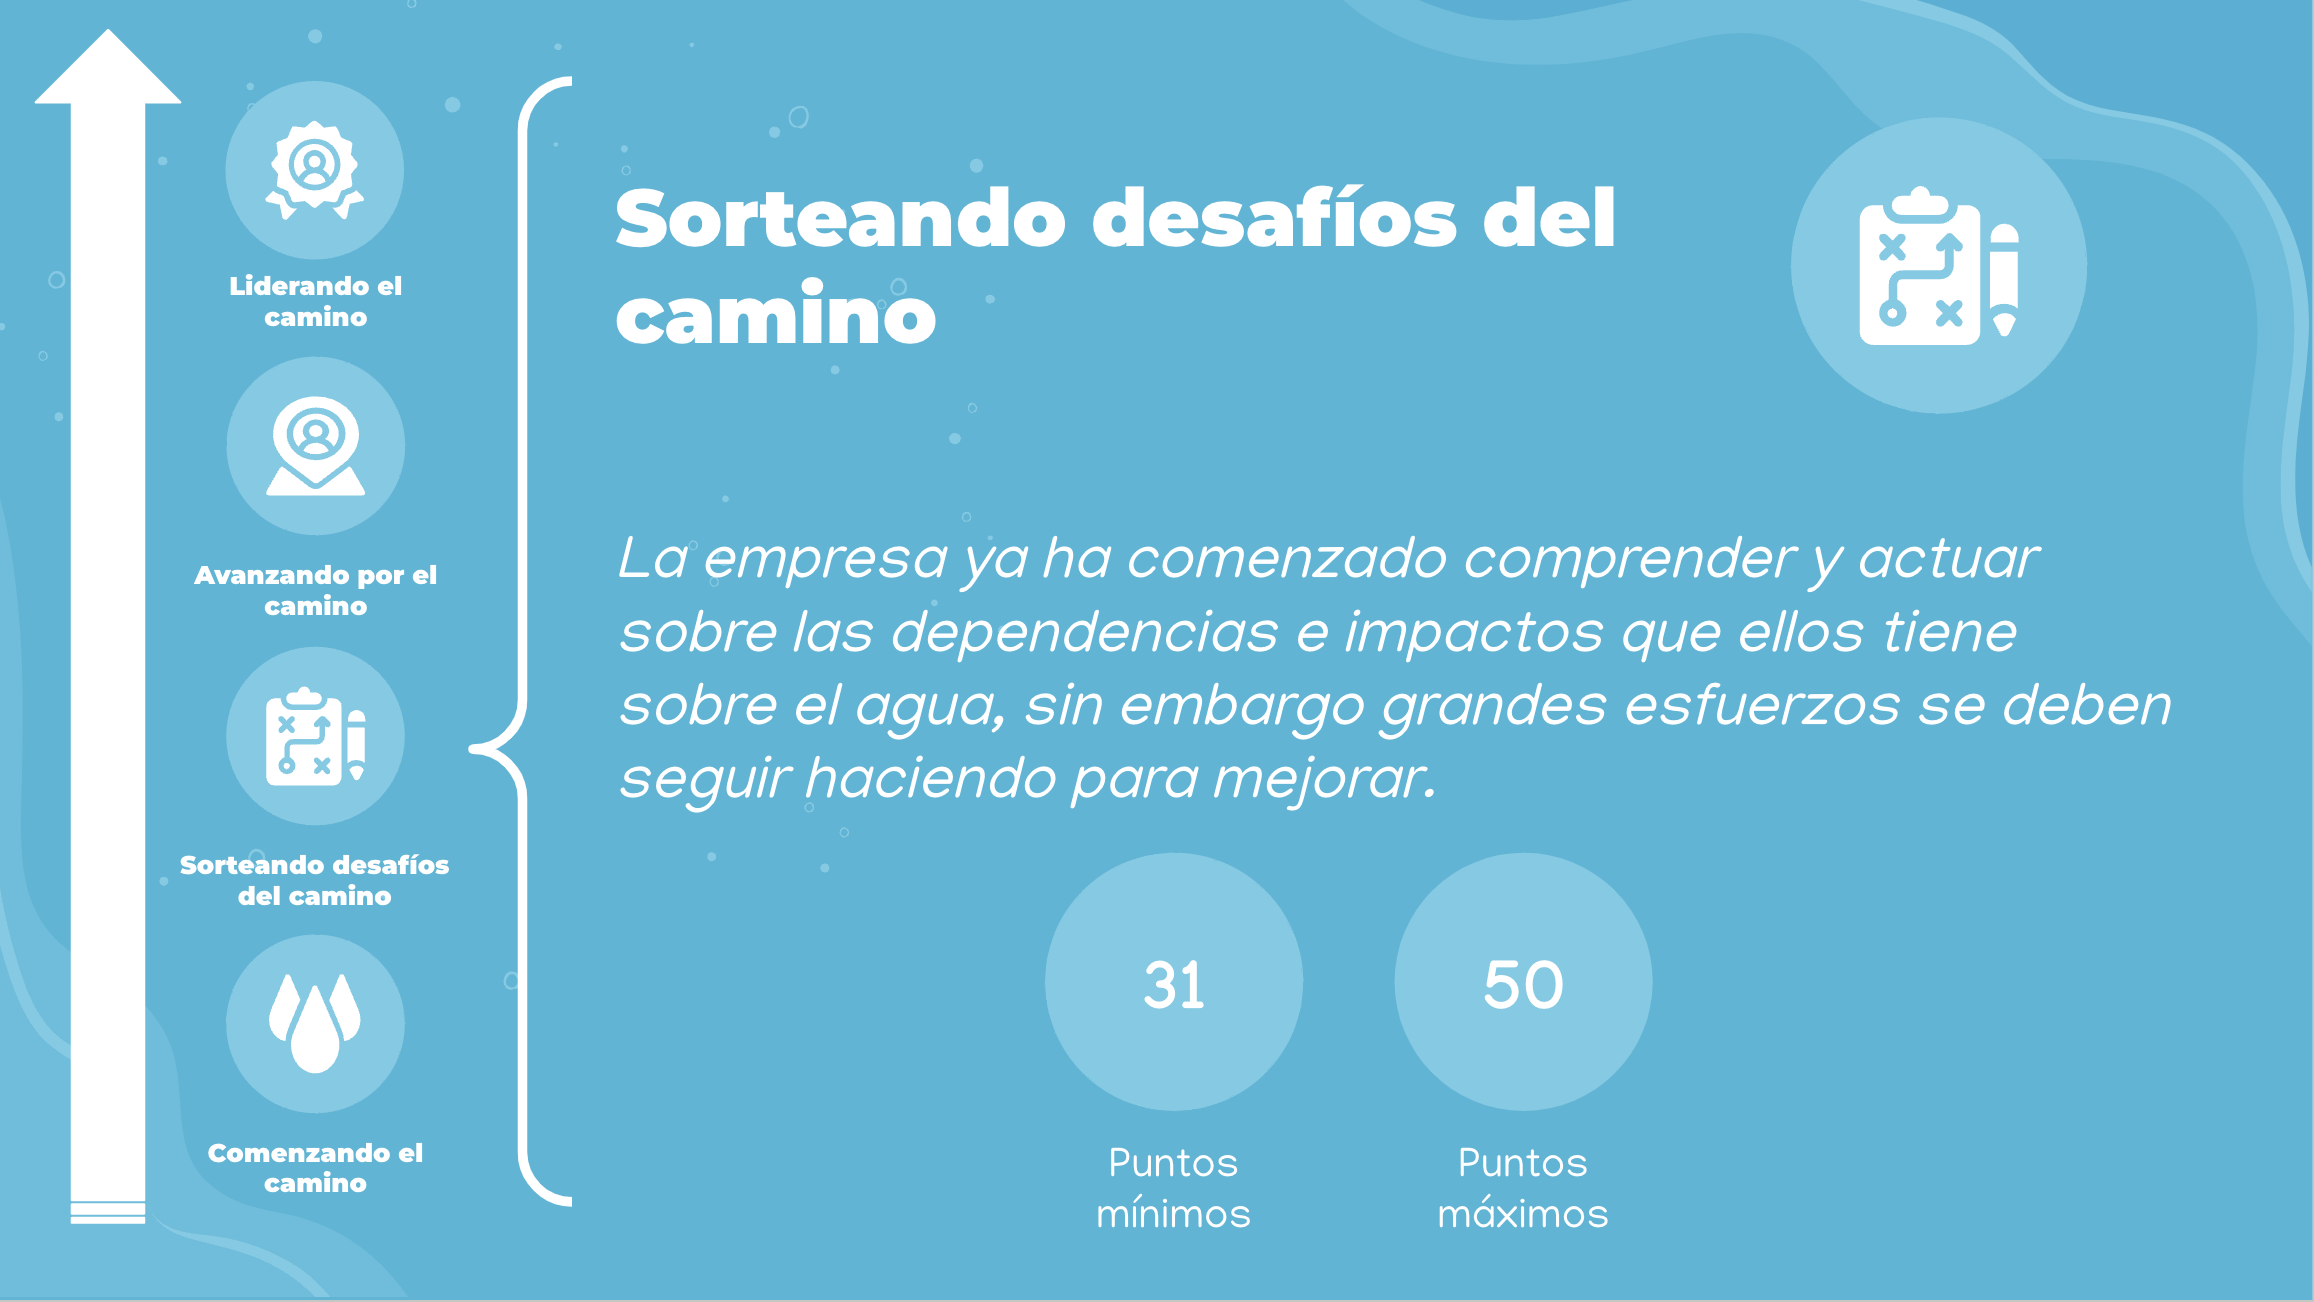 Liderando el
camino
Avanzando por el
camino
Sorteando desafíos
del camino
Comenzando el
camino
Sorteando desafíos del
camino
La empresa ya ha comenzado comprender y actuar
sobre las dependencias e impactos que ellos tiene
sobre el agua, sin embargo grandes esfuerzos se deben
seguir haciendo para mejorar.
31
Puntos
mínimos
50
Puntos
máximos